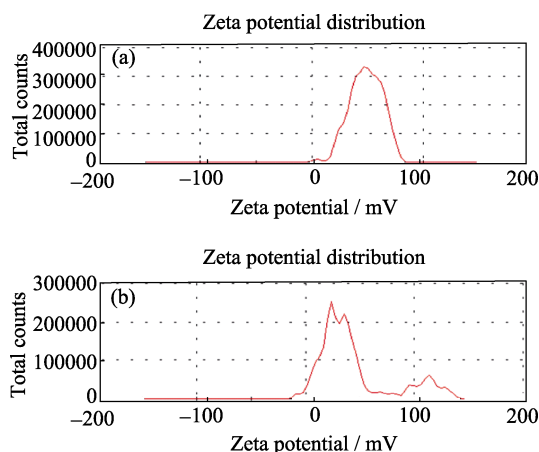 Zeta potential distribution
(a)
Total counts
400000
300000
200000
100000
0
–200 –100 0 100 200
Zeta potential / mV
Zeta potential distribution
(b)
Total counts
300000
200000
100000
0
–200 –100 0 100 200
Zeta potential / mV